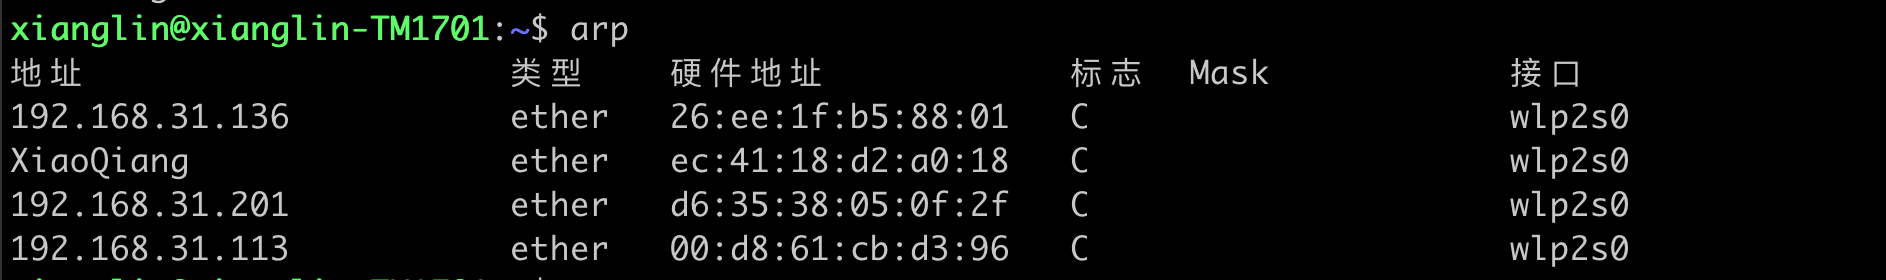 xianglin@xianglin-TM1701:~$ arp
地址 类型 硬件地址 标志 Mask 接口
192.168.31.136 ether 26:ee:1f:b5:88:01 C wlp2s0
XiaoQiang ether ec:41:18:d2:a0:18 C wlp2s0
192.168.31.201 ether d6:35:38:05:0f:2f C wlp2s0
192.168.31.113 ether 00:d8:61:cb:d3:96 C wlp2s0